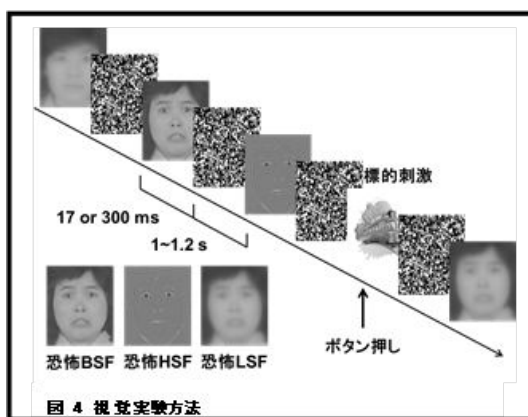 標的刺激
17 or 300 ms
1~1.2 s
恐怖BSF 恐怖HSF 恐怖LSF
ボタン押し
図 4 視覚実験方法